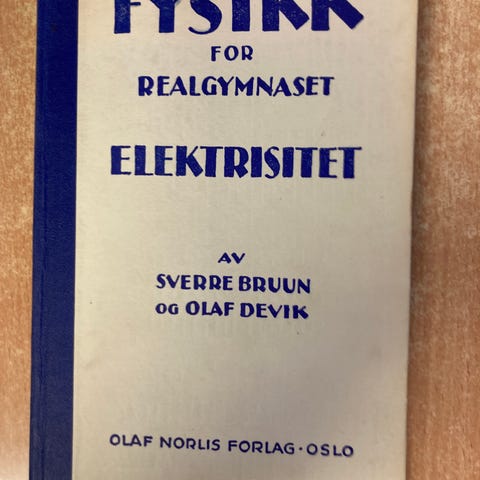 FYSIKK
FOR
REALGYMNASET
ELEKTRISITET
AV
SVERRE BRUUN
OG OLAF DEVIK
OLAF NORLIS FORLAG · OSLO